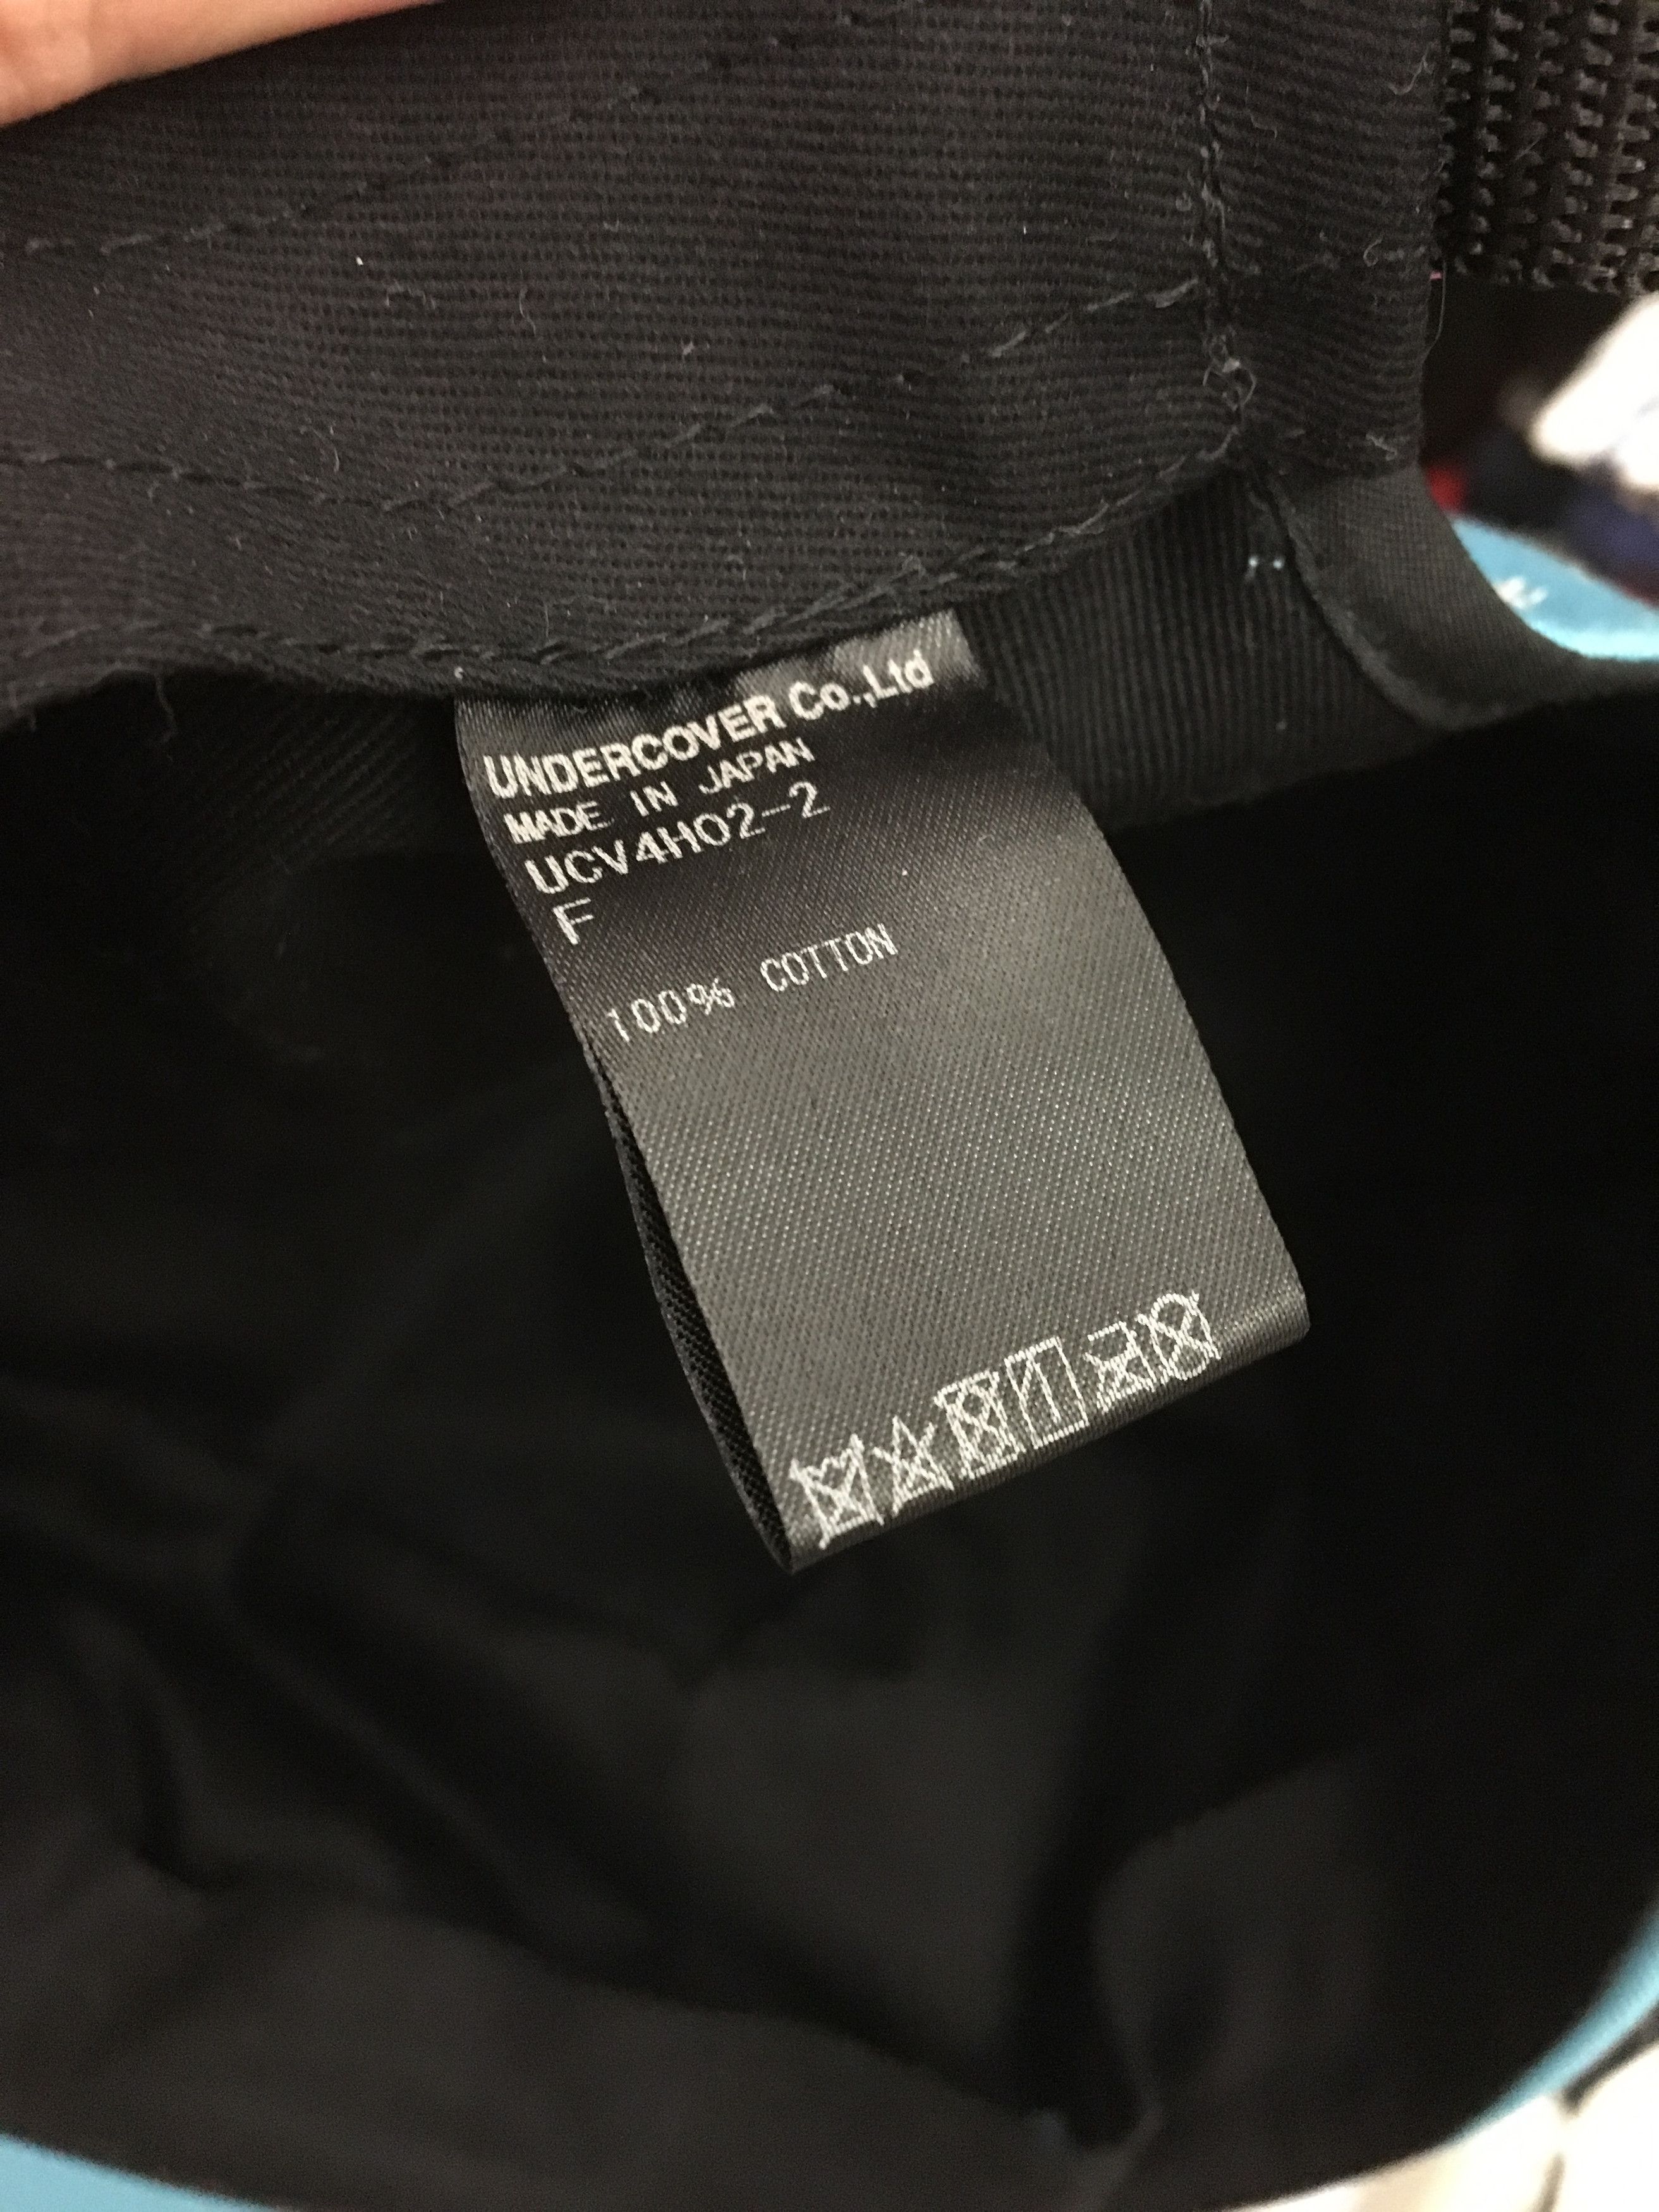 UNDERCOVER Co.,Ltd
MADE IN JAPAN
UCV4H02-2
F
100% COTTON